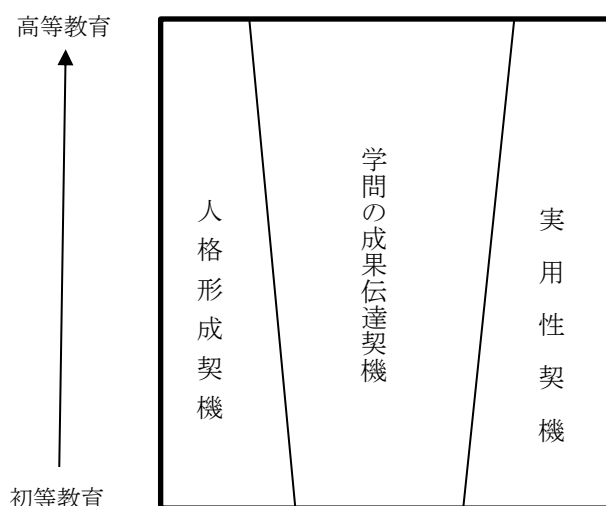 高等教育
人格形成契機
学問の成果伝達契機
実用性契機
初等教育